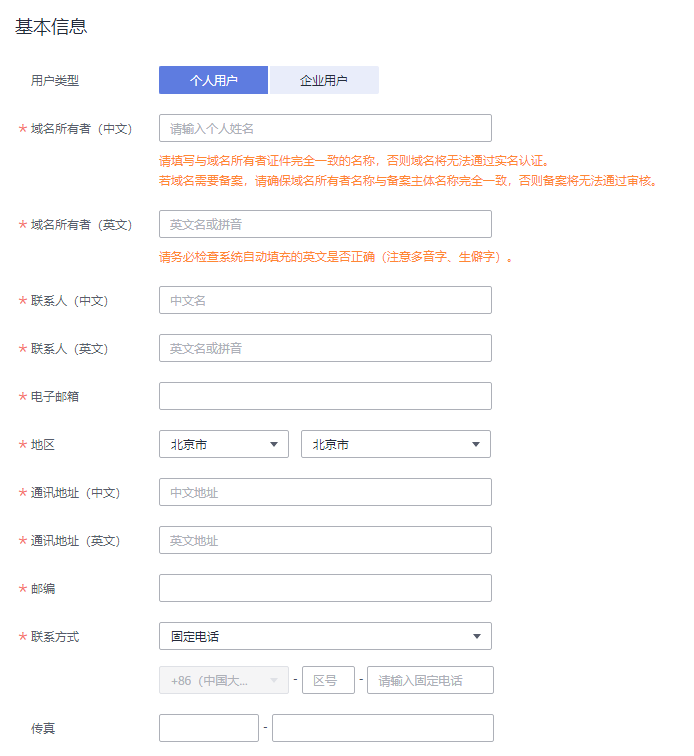 基本信息
用户类型 个人用户 企业用户
* 域名所有者（中文） 请输入个人姓名
请填写与域名所有者证件完全一致的名称，否则域名将无法通过实名认证。
若域名需要备案，请确保域名所有者名称与备案主体名称完全一致，否则备案将无法通过审核。
* 域名所有者（英文） 英文名或拼音
请务必检查系统自动填充的英文是否正确（注意多音字、生僻字）。
* 联系人（中文） 中文名
* 联系人（英文） 英文名或拼音
* 电子邮箱
* 地区 北京市 北京市
* 通讯地址（中文） 中文地址
* 通讯地址（英文） 英文地址
* 邮编
* 联系方式 固定电话
+86（中国大... - 区号 - 请输入固定电话
传真 -